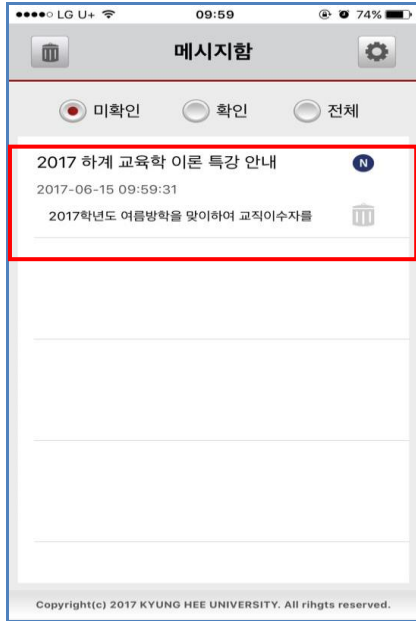 LG U+ 09:59 74%
메시지함
미확인 확인 전체
2017 하계 교육학 이론 특강 안내 N
2017-06-15 09:59:31
2017학년도 여름방학을 맞이하여 교직이수자를
Copyright(c) 2017 KYUNG HEE UNIVERSITY. All rihgts reserved.